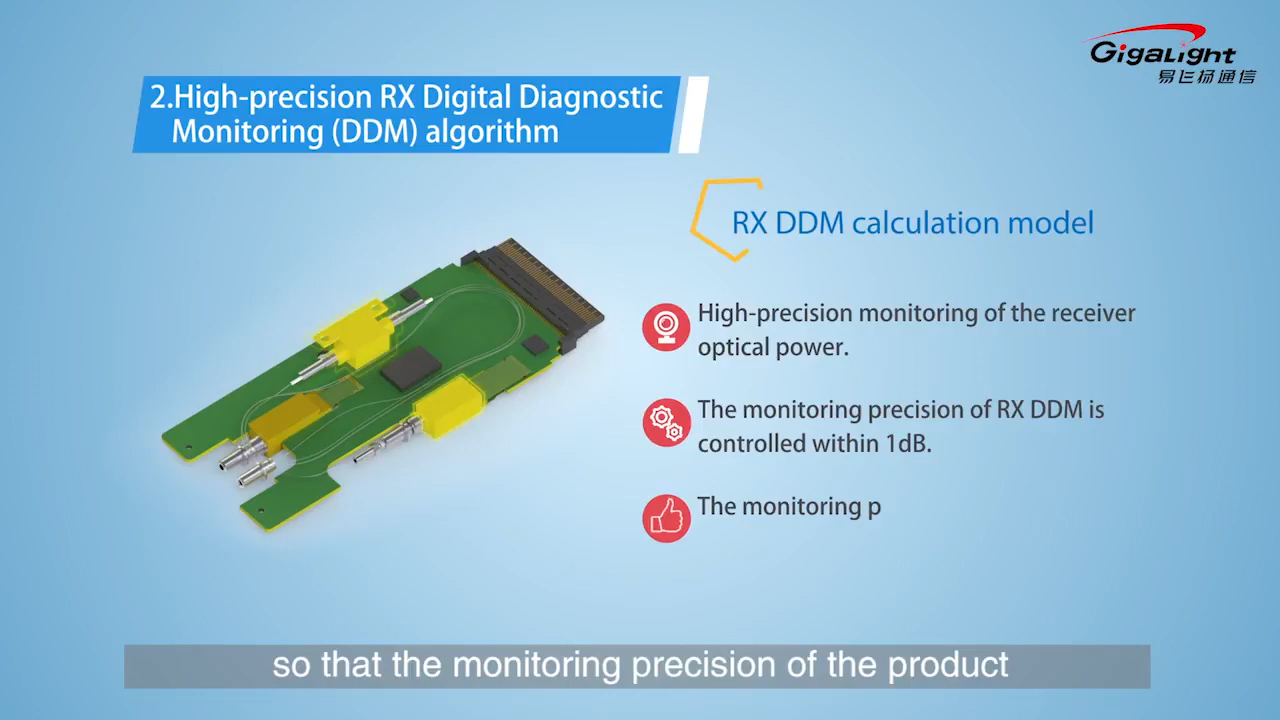 GigaLight
易飞扬通信
2.High-precision RX Digital Diagnostic
Monitoring (DDM) algorithm
RX DDM calculation model
High-precision monitoring of the receiver
optical power.
The monitoring precision of RX DDM is
controlled within 1dB.
The monitoring p
so that the monitoring precision of the product